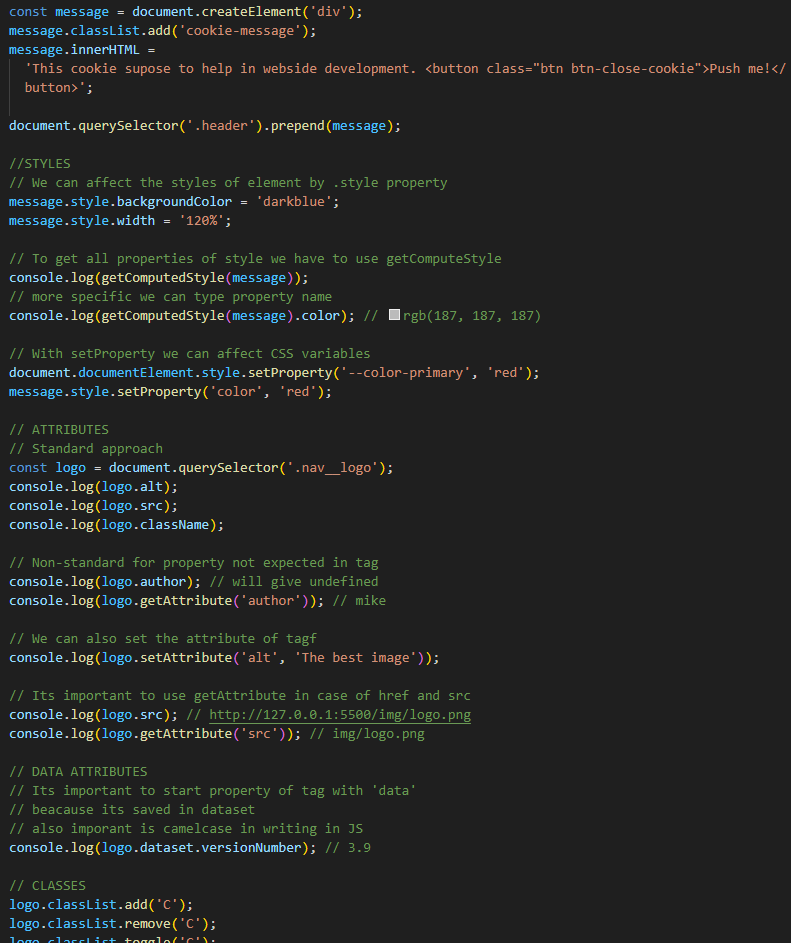 const message = document.createElement('div');
message.classList.add('cookie-message');
message.innerHTML =
'This cookie supose to help in webside development. <button class="btn btn-close-cookie">Push me!</
button>';
document.querySelector('.header').prepend(message);
//STYLES
// We can affect the styles of element by .style property
message.style.backgroundColor = 'darkblue';
message.style.width = '120%';
// To get all properties of style we have to use getComputeStyle
console.log(getComputedStyle(message));
// more specific we can type property name
console.log(getComputedStyle(message).color); // rgb(187, 187, 187)
// With setProperty we can affect CSS variables
document.documentElement.style.setProperty('--color-primary', 'red');
message.style.setProperty('color', 'red');
// ATTRIBUTES
// Standard approach
const logo = document.querySelector('.nav__logo');
console.log(logo.alt);
console.log(logo.src);
console.log(logo.className);
// Non-standard for property not expected in tag
console.log(logo.author); // will give undefined
console.log(logo.getAttribute('author')); // mike
// We can also set the attribute of tagf
console.log(logo.setAttribute('alt', 'The best image'));
// Its important to use getAttribute in case of href and src
console.log(logo.src); // http://127.0.0.1:5500/img/logo.png
console.log(logo.getAttribute('src')); // img/logo.png
// DATA ATTRIBUTES
// Its important to start property of tag with 'data'
// beacause its saved in dataset
// also imporant is camelcase in writing in JS
console.log(logo.dataset.versionNumber); // 3.9
// CLASSES
logo.classList.add('C');
logo.classList.remove('C');
logo.classList.toggle('C');